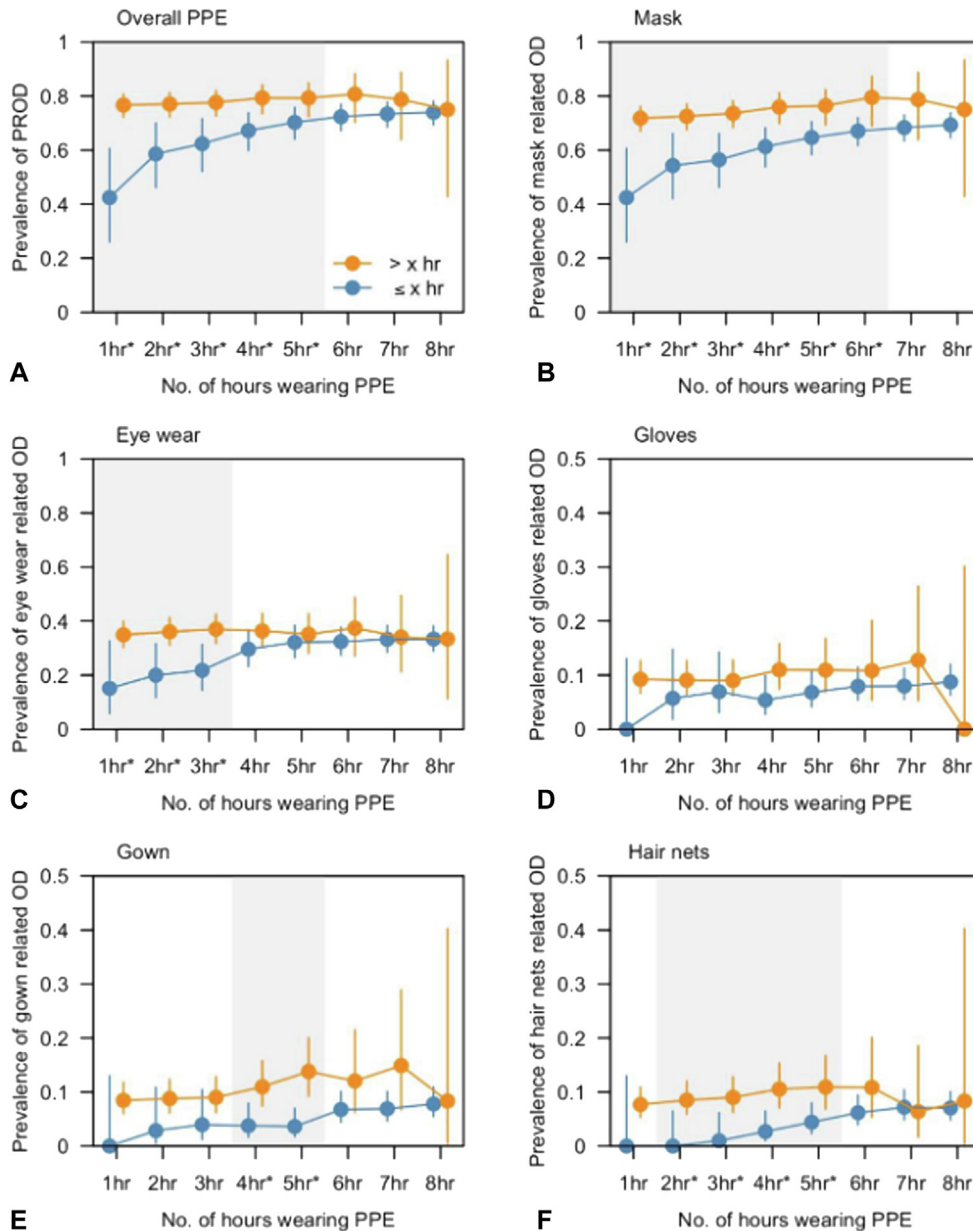 Overall PPE
Prevalence of PROD
1
0.8
0.6
0.4
0.2
0
> x hr
≤ x hr
1hr* 2hr* 3hr* 4hr* 5hr* 6hr 7hr 8hr
No. of hours wearing PPE
A
Mask
Prevalence of mask related OD
1
0.8
0.6
0.4
0.2
0
1hr* 2hr* 3hr* 4hr* 5hr* 6hr* 7hr 8hr
No. of hours wearing PPE
B
Eye wear
Prevalence of eye wear related OD
1
0.8
0.6
0.4
0.2
0
1hr* 2hr* 3hr* 4hr 5hr 6hr 7hr 8hr
No. of hours wearing PPE
C
Gloves
Prevalence of gloves related OD
0.5
0.4
0.3
0.2
0.1
0
1hr 2hr 3hr 4hr 5hr 6hr 7hr 8hr
No. of hours wearing PPE
D
Gown
Prevalence of gown related OD
0.5
0.4
0.3
0.2
0.1
0
1hr 2hr 3hr 4hr* 5hr* 6hr 7hr 8hr
No. of hours wearing PPE
E
Hair nets
Prevalence of hair nets related OD
0.5
0.4
0.3
0.2
0.1
0
1hr 2hr* 3hr* 4hr* 5hr* 6hr 7hr 8hr
No. of hours wearing PPE
F